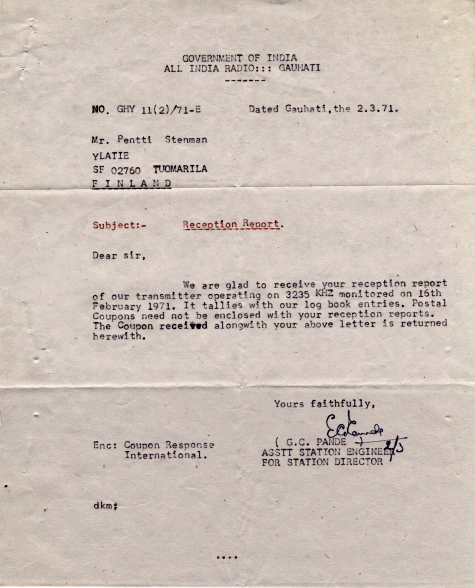 GOVERNMENT OF INDIA
ALL INDIA RADIO::: GAUHATI
-------
NO. GHY 11(2)/71-E Dated Gauhati,the 2.3.71.
Mr. Pentti Stenman
YLATIE
SF 02760 TUOMARILA
FINLAND
Subject:- Reception Report.
Dear sir,
We are glad to receive your reception report
of our transmitter operating on 3235 KHZ monitored on 16th
February 1971. It tallies with our log book entries. Postal
Coupons need not be enclosed with your reception reports.
The Coupon received alongwith your above letter is returned
herewith.
Yours faithfully,
( G.C. PANDE )
2/3
ASSTT STATION ENGINEER
FOR STATION DIRECTOR
Enc: Coupon Response
International.
dkm;
....